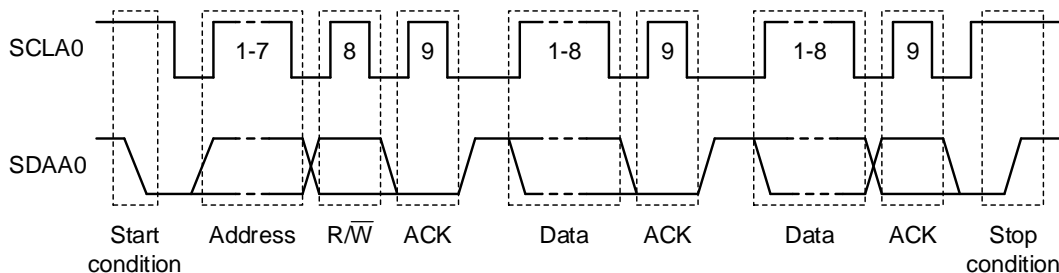 SCLA0
1-7
8
9
1-8
9
1-8
9
SDAA0
Start
condition
Address
R/W̅
ACK
Data
ACK
Data
ACK
Stop
condition